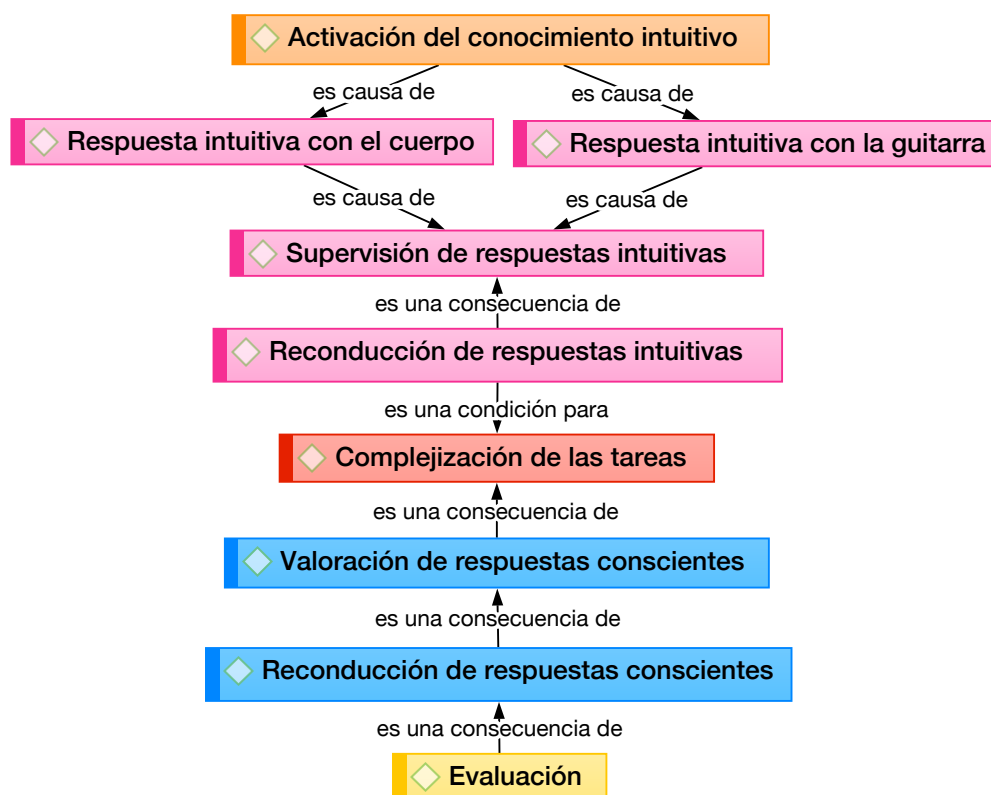 Activación del conocimiento intuitivo
es causa de
es causa de
Respuesta intuitiva con el cuerpo
Respuesta intuitiva con la guitarra
es causa de
es causa de
Supervisión de respuestas intuitivas
es una consecuencia de
Reconducción de respuestas intuitivas
es una condición para
Complejización de las tareas
es una consecuencia de
Valoración de respuestas conscientes
es una consecuencia de
Reconducción de respuestas conscientes
es una consecuencia de
Evaluación